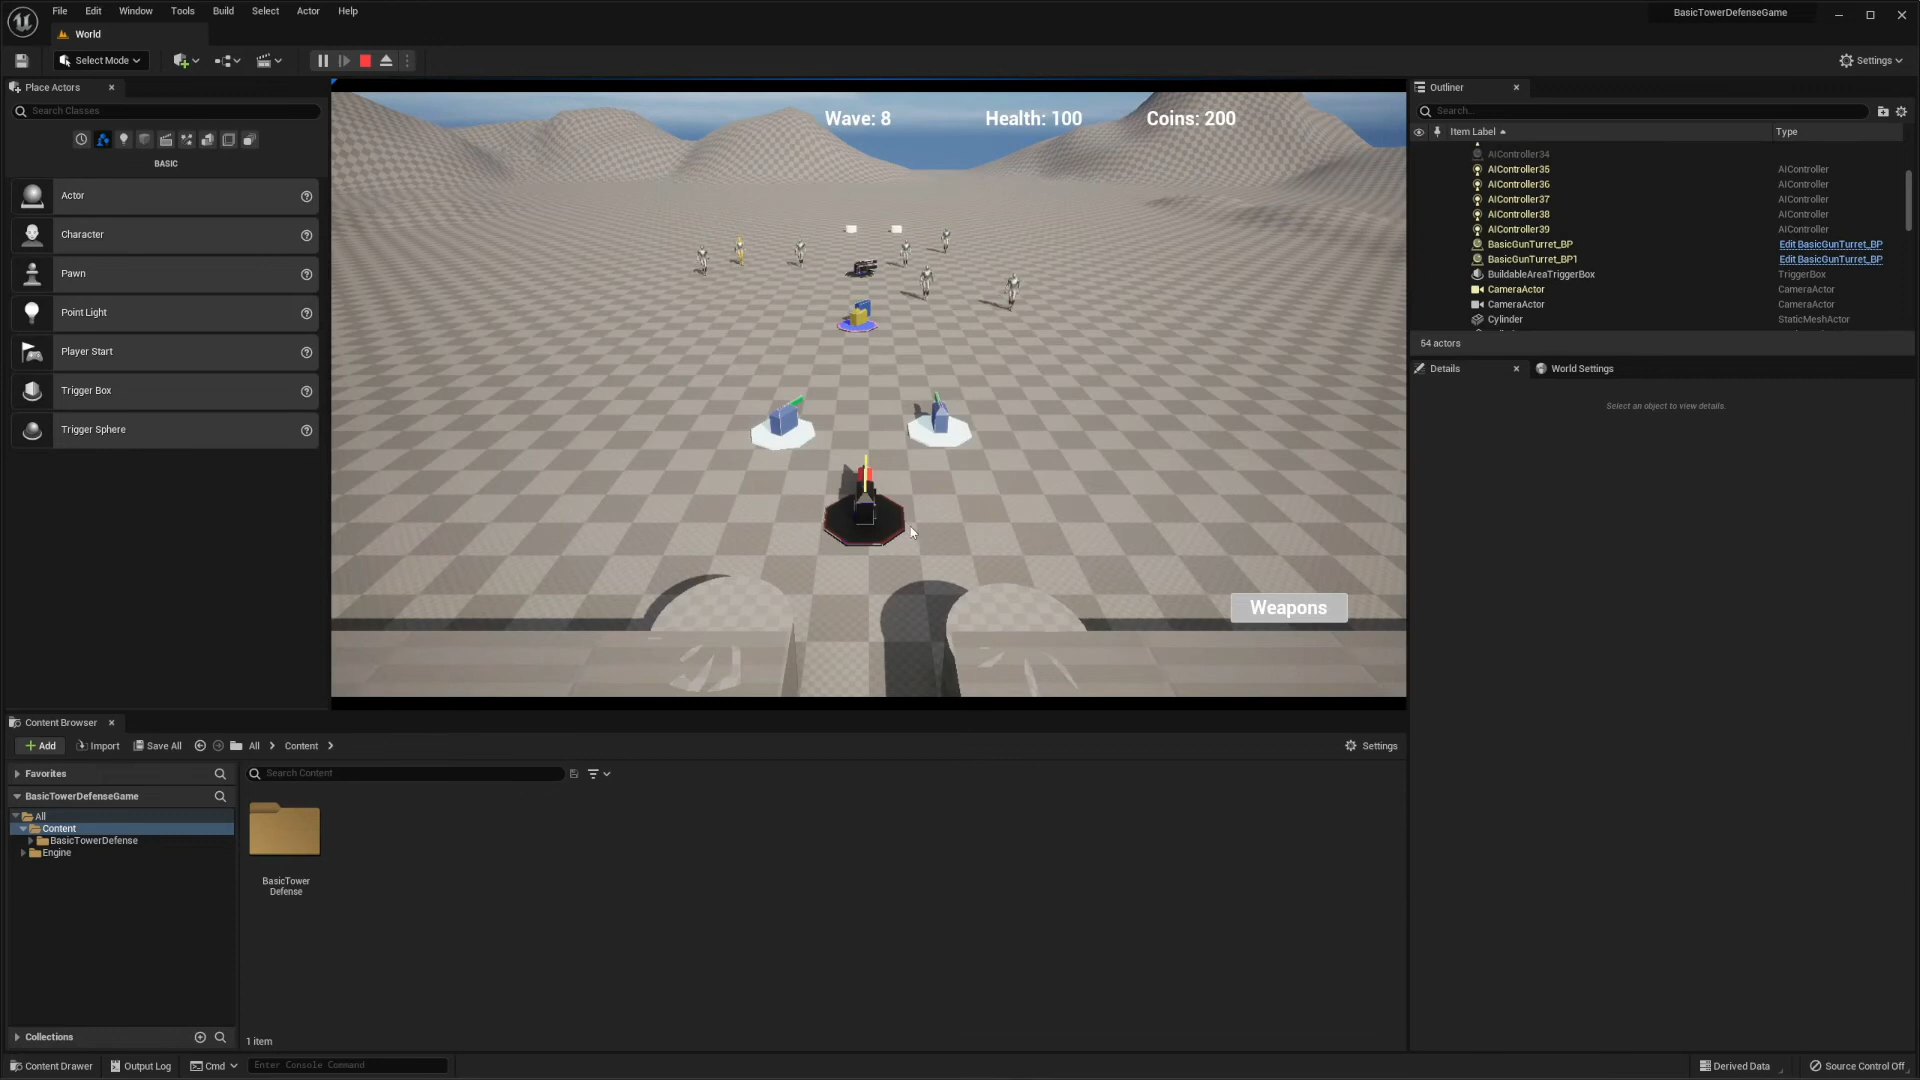 File Edit Window Tools Build Select Actor Help
BasicTowerDefenseGame
World
Select Mode
Settings
Place Actors
Search Classes
BASIC
Actor
Character
Pawn
Point Light
Player Start
Trigger Box
Trigger Sphere
Wave: 8 Health: 100 Coins: 200
Weapons
Outliner
Search...
Item Label Type
AIController34
AIController35 AIController
AIController36 AIController
AIController37 AIController
AIController38 AIController
AIController39 AIController
BasicGunTurret_BP Edit BasicGunTurret_BP
BasicGunTurret_BP1 Edit BasicGunTurret_BP
BuildableAreaTriggerBox TriggerBox
CameraActor CameraActor
CameraActor CameraActor
Cylinder StaticMeshActor
54 actors
Details World Settings
Select an object to view details.
Content Browser
Add Import Save All All Content Settings
Favorites
Search Content
BasicTowerDefenseGame
All
Content
BasicTowerDefense
Engine
BasicTower
Defense
Collections
1 item
Content Drawer Output Log Cmd Enter Console Command Derived Data Source Control Off